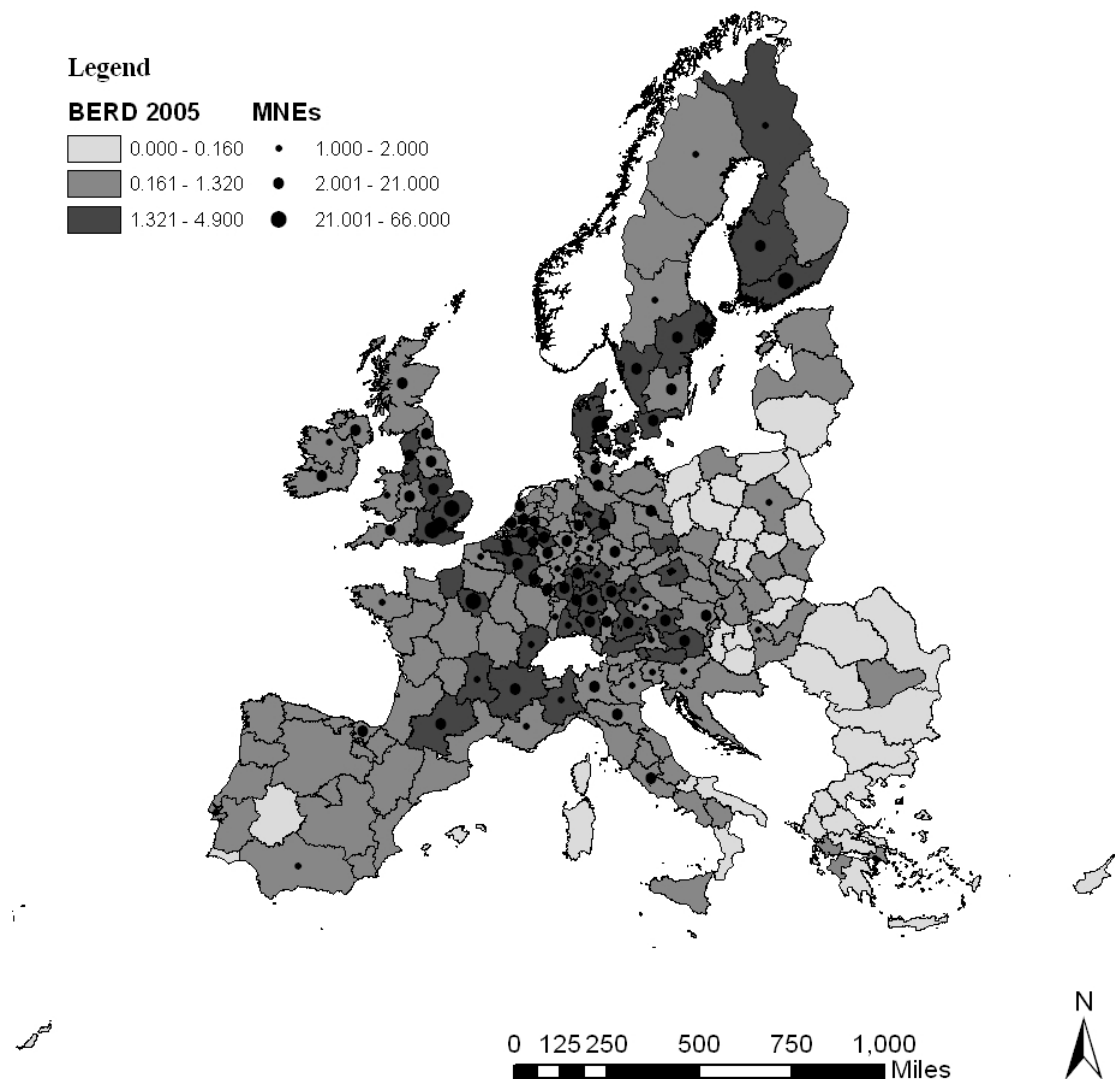 Legend
BERD 2005 MNEs
0.000 - 0.160 1.000 - 2.000
0.161 - 1.320 2.001 - 21.000
1.321 - 4.900 21.001 - 66.000
N
0 125 250 500 750 1,000
Miles